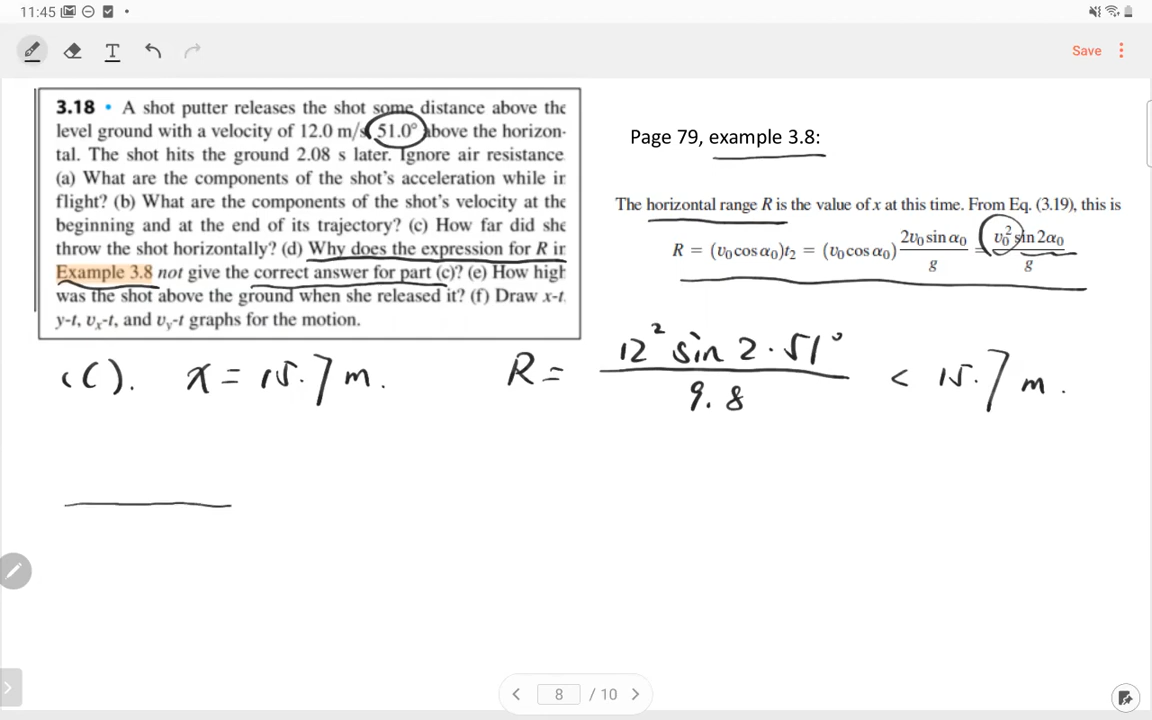 11:45
T
Save
3.18 • A shot putter releases the shot some distance above the
level ground with a velocity of 12.0 m/s, 51.0° above the horizon-
tal. The shot hits the ground 2.08 s later. Ignore air resistance.
(a) What are the components of the shot's acceleration while in
flight? (b) What are the components of the shot's velocity at the
beginning and at the end of its trajectory? (c) How far did she
throw the shot horizontally? (d) Why does the expression for R in
Example 3.8 not give the correct answer for part (c)? (e) How high
was the shot above the ground when she released it? (f) Draw x-t,
y-t, vₓ-t, and v_y-t graphs for the motion.
Page 79, example 3.8:
The horizontal range R is the value of x at this time. From Eq. (3.19), this is
R = (v₀ cos α₀)t₂ = (v₀ cos α₀) 2v₀ sin α₀ / g = v₀² sin 2α₀ / g
(c). x = 15.7 m.
R = 12² sin 2·51° / 9.8 < 15.7 m.
8 / 10